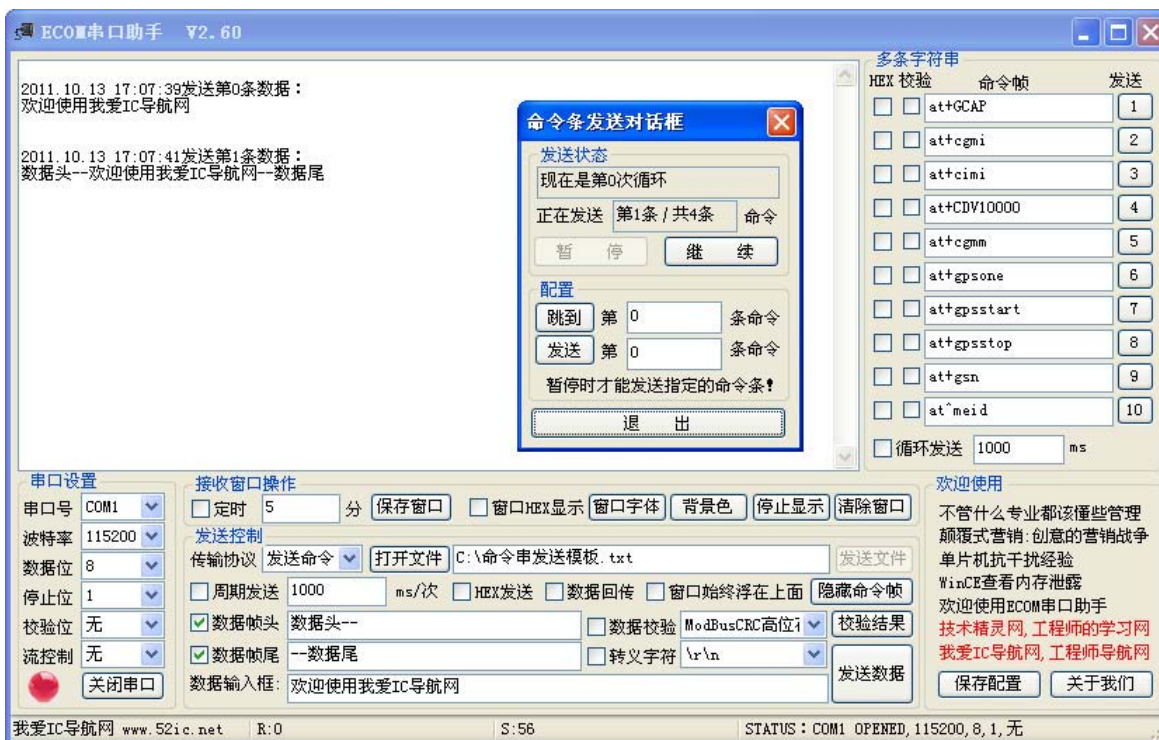 ECOM串口助手 V2.60
2011.10.13 17:07:39发送第0条数据：
欢迎使用我爱IC导航网
2011.10.13 17:07:41发送第1条数据：
数据头--欢迎使用我爱IC导航网--数据尾
命令条发送对话框
发送状态
现在是第0次循环
正在发送 第1条 / 共4条 命令
暂 停 继 续
配置
跳到 第 0 条命令
发送 第 0 条命令
暂停时才能发送指定的命令条!
退 出
多条字符串
HEX 校验 命令帧 发送
at+GCAP 1
at+cgmi 2
at+cimi 3
at+CDV10000 4
at+cgmm 5
at+gpsone 6
at+gpsstart 7
at+gpsstop 8
at+gsn 9
at^meid 10
循环发送 1000 ms
串口设置
串口号 COM1
波特率 115200
数据位 8
停止位 1
校验位 无
流控制 无
关闭串口
接收窗口操作
定时 5 分 保存窗口 窗口HEX显示 窗口字体 背景色 停止显示 清除窗口
发送控制
传输协议 发送命令 打开文件 C:\命令串发送模板.txt 发送文件
周期发送 1000 ms/次 HEX发送 数据回传 窗口始终浮在上面 隐藏命令帧
数据帧头 数据头-- 数据校验 ModBusCRC高位 校验结果
数据帧尾 --数据尾 转义字符 \r\n 发送数据
数据输入框: 欢迎使用我爱IC导航网
欢迎使用
不管什么专业都该懂些管理
颠覆式营销:创意的营销战争
单片机抗干扰经验
WinCE查看内存泄露
欢迎使用ECOM串口助手
技术精灵网,工程师的学习网
我爱IC导航网,工程师导航网
保存配置 关于我们
我爱IC导航网 www.52ic.net R:0 S:56 STATUS：COM1 OPENED,115200,8,1,无